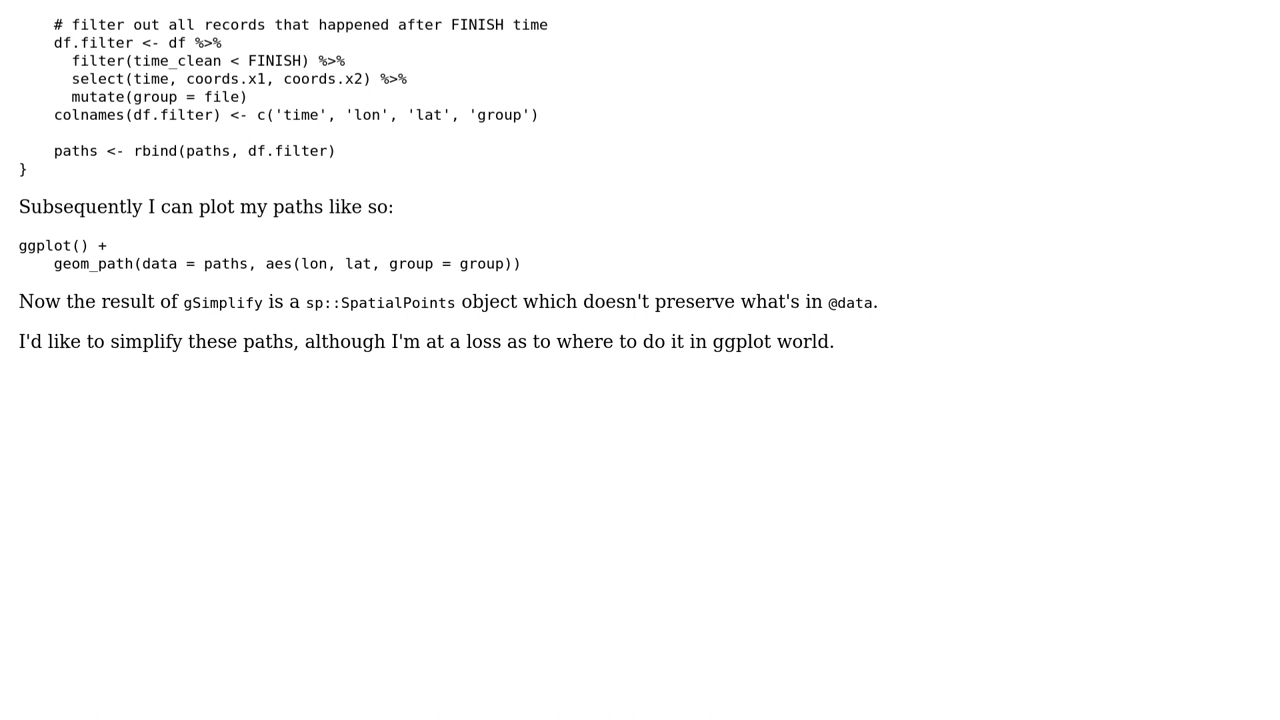 # filter out all records that happened after FINISH time
df.filter <- df %>%
filter(time_clean < FINISH) %>%
select(time, coords.x1, coords.x2) %>%
mutate(group = file)
colnames(df.filter) <- c('time', 'lon', 'lat', 'group')
paths <- rbind(paths, df.filter)
}
Subsequently I can plot my paths like so:
ggplot() +
geom_path(data = paths, aes(lon, lat, group = group))
Now the result of gSimplify is a sp::SpatialPoints object which doesn't preserve what's in @data.
I'd like to simplify these paths, although I'm at a loss as to where to do it in ggplot world.